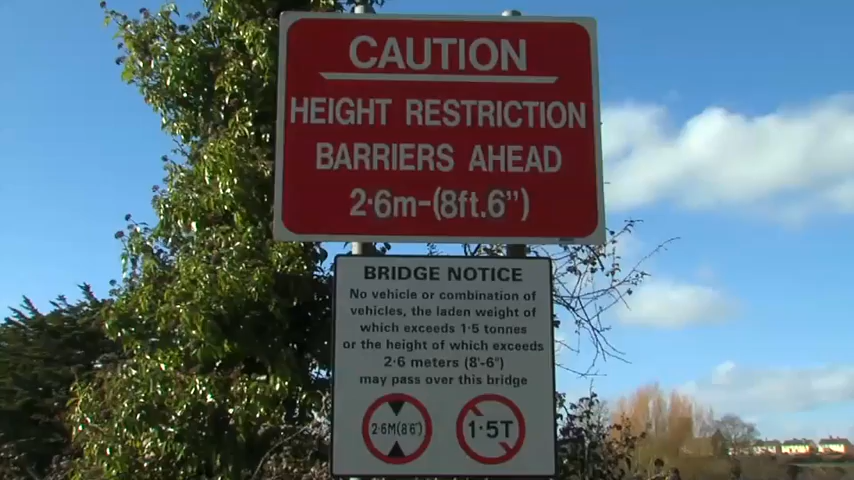 CAUTION
HEIGHT RESTRICTION
BARRIERS AHEAD
2·6m-(8ft.6")
BRIDGE NOTICE
No vehicle or combination of
vehicles, the laden weight of
which exceeds 1·5 tonnes
or the height of which exceeds
2·6 meters (8'-6")
may pass over this bridge
2·6M(8'6")
1·5T